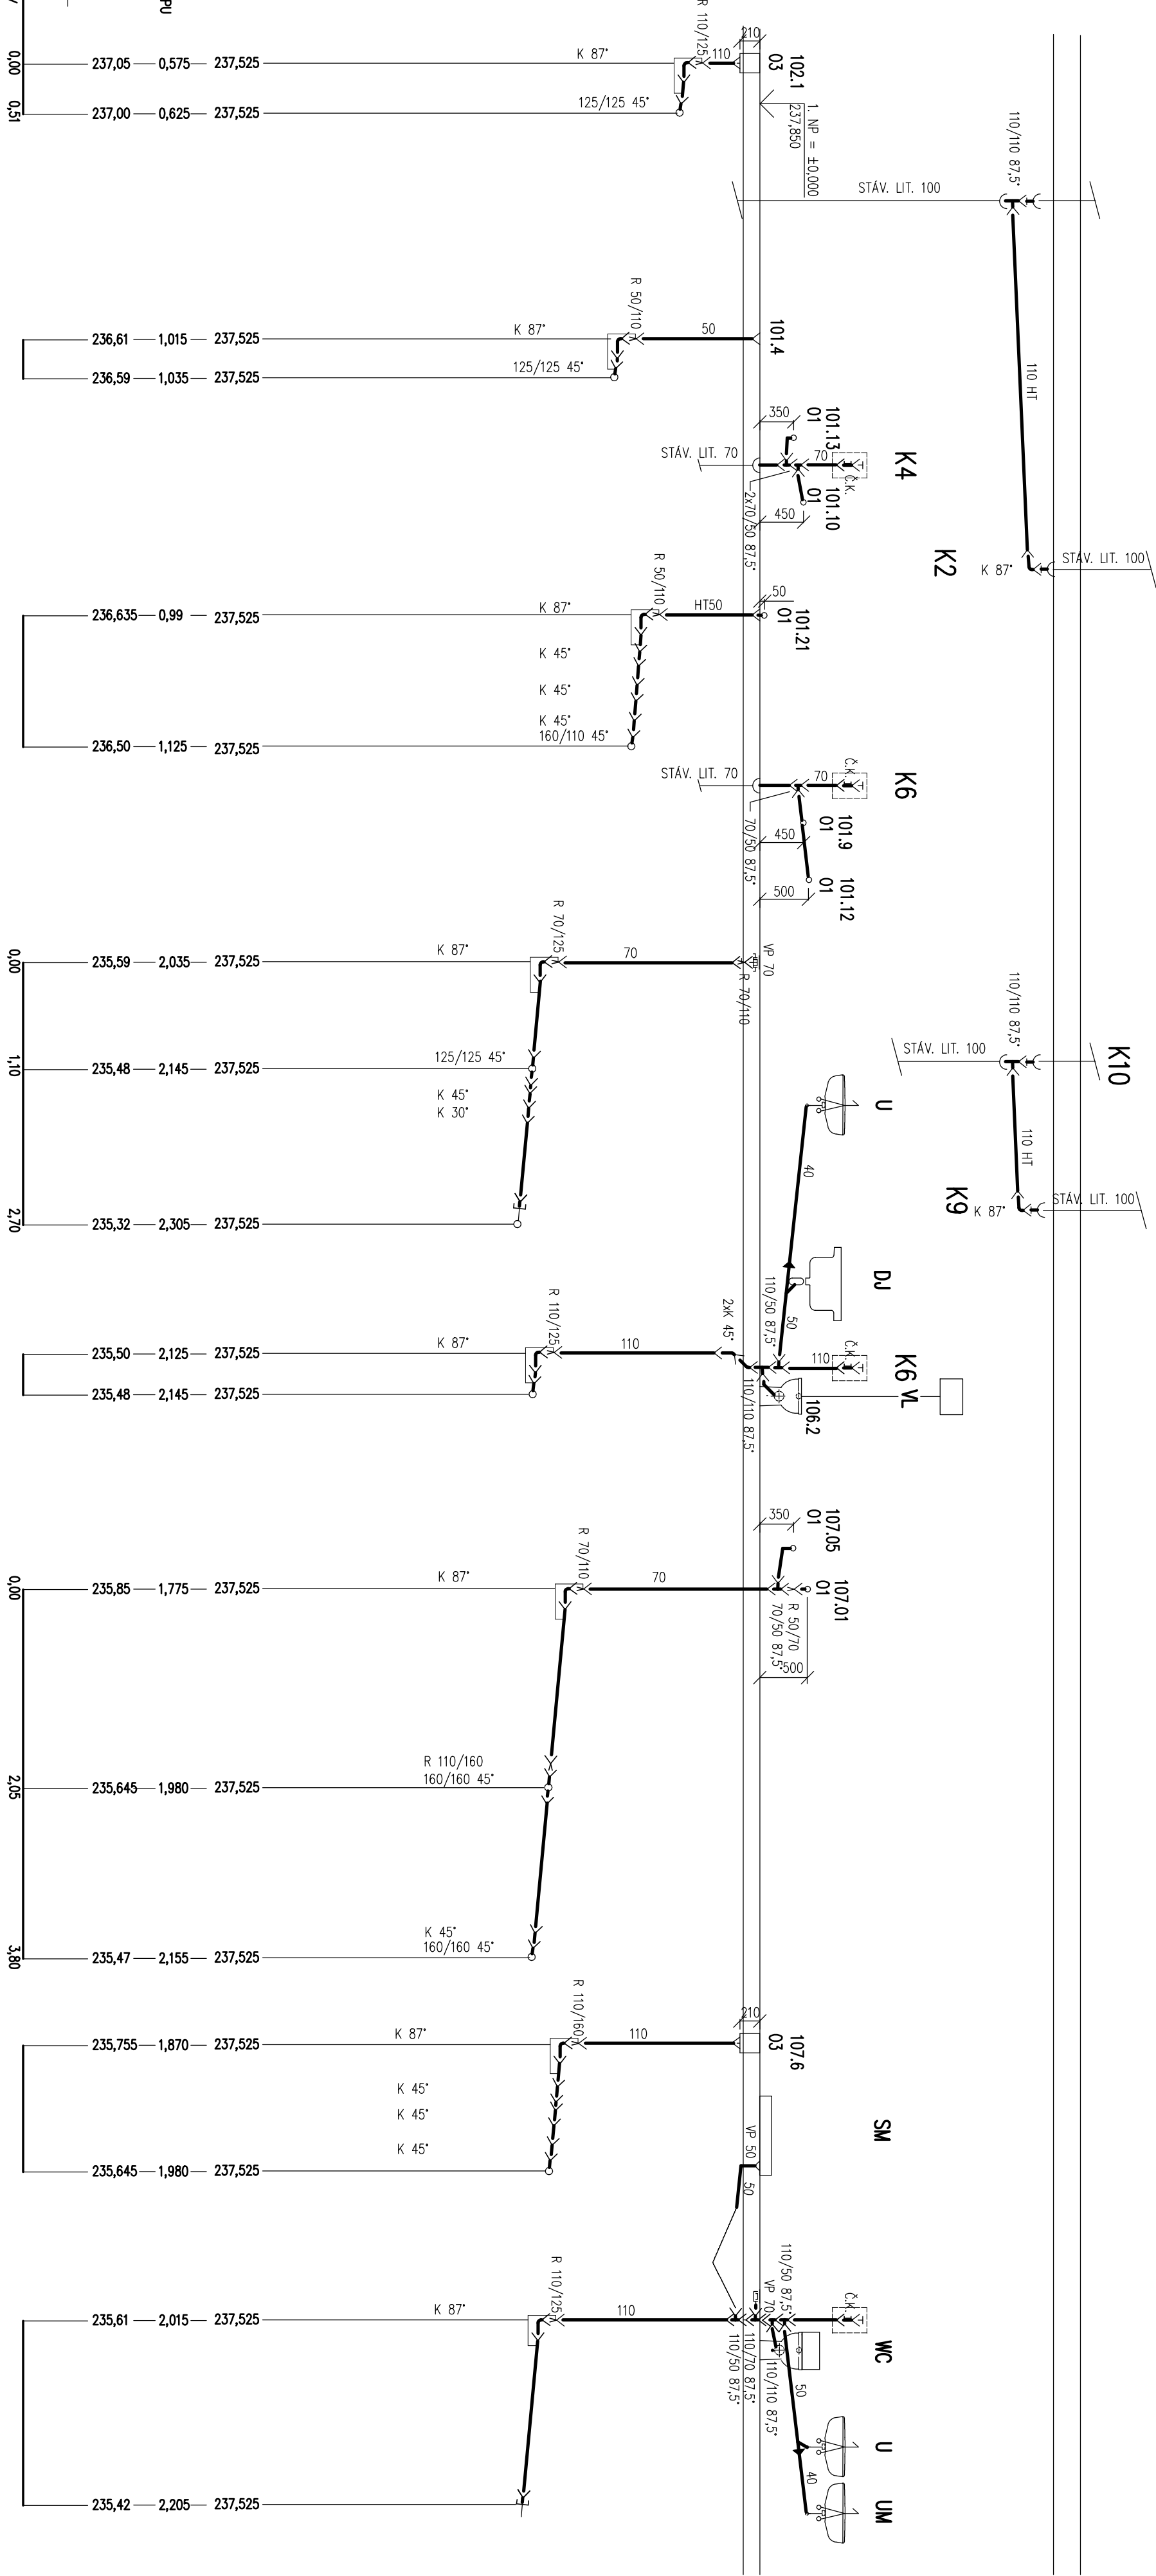 PU
0,00
237,05
0,575
237,525
K 87°
R 110/125
110
210
102.1
03
0,51
237,00
0,625
237,525
125/125 45°
1. NP = ±0,000
237,850
STÁV. LIT. 100
110/110 87,5°
110 HT
K2
K 87°
STÁV. LIT. 100
236,61
1,015
237,525
K 87°
R 50/110
50
101.4
236,59
1,035
237,525
125/125 45°
350
101.13
01
K4
STÁV. LIT. 70
70
Č.K.
101.10
01
2x70/50 87,5°
450
236,635
0,99
237,525
K 87°
R 50/110
HT50
50
101.21
01
K 45°
K 45°
K 45°
160/110 45°
236,50
1,125
237,525
K6
STÁV. LIT. 70
70
Č.K.
101.9
01
70/50 87,5°
450
101.12
01
500
0,00
235,59
2,035
237,525
K 87°
R 70/125
70
VP 70
R 70/110
1,10
235,48
2,145
237,525
125/125 45°
K 45°
K 30°
2,70
235,32
2,305
237,525
K10
STÁV. LIT. 100
110/110 87,5°
110 HT
K9
K 87°
STÁV. LIT. 100
U
40
DJ
50
110/50 87,5°
235,50
2,125
237,525
K 87°
R 110/125
110
2xK 45°
110
Č.K.
K6
VL
106.2
110/110 87,5°
235,48
2,145
237,525
350
107.05
01
0,00
235,85
1,775
237,525
K 87°
R 70/110
70
107.01
01
R 50/70
70/50 87,5°
500
2,05
235,645
1,980
237,525
R 110/160
160/160 45°
3,80
235,47
2,155
237,525
K 45°
160/160 45°
235,755
1,870
237,525
K 87°
R 110/160
110
210
107.6
03
K 45°
K 45°
K 45°
235,645
1,980
237,525
SM
VP 50
50
235,61
2,015
237,525
K 87°
R 110/125
110
VP 70
110/50 87,5°
Č.K.
WC
110/50 87,5°
110/70 87,5°
110/110 87,5°
50
U
40
UM
235,42
2,205
237,525